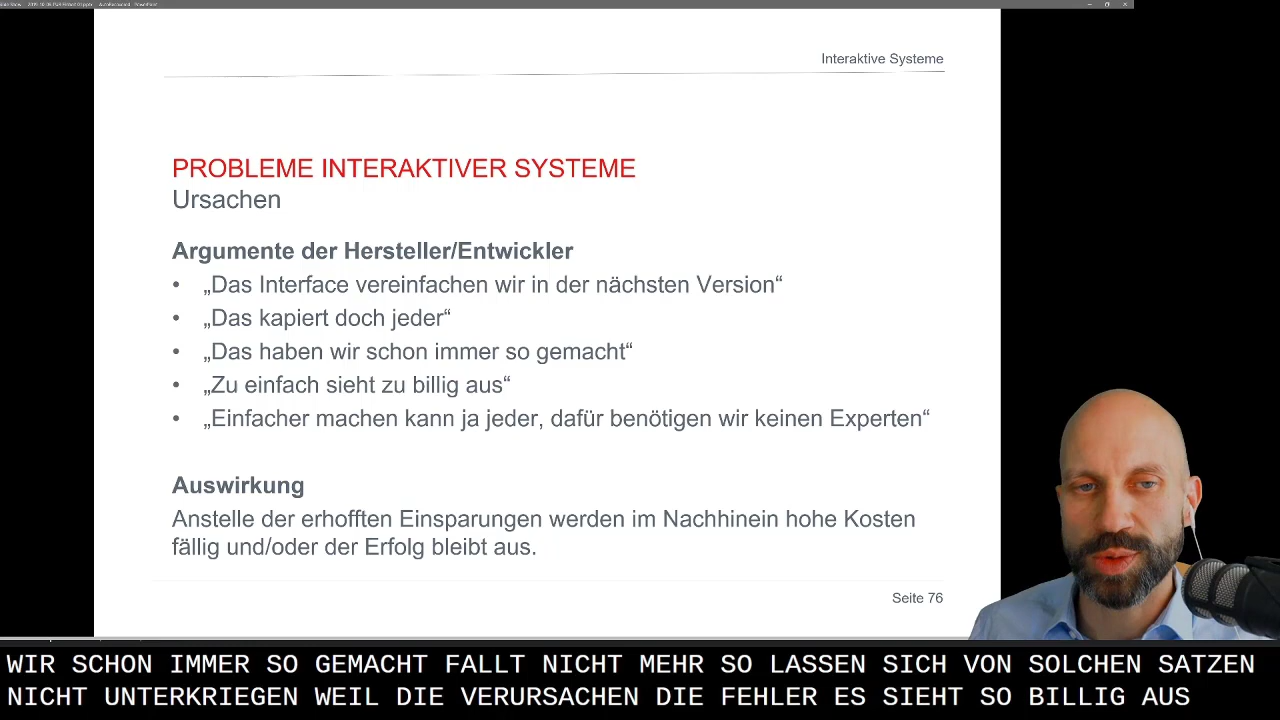 Interaktive Systeme
PROBLEME INTERAKTIVER SYSTEME
Ursachen
Argumente der Hersteller/Entwickler
• „Das Interface vereinfachen wir in der nächsten Version“
• „Das kapiert doch jeder“
• „Das haben wir schon immer so gemacht“
• „Zu einfach sieht zu billig aus“
• „Einfacher machen kann ja jeder, dafür benötigen wir keinen Experten“
Auswirkung
Anstelle der erhofften Einsparungen werden im Nachhinein hohe Kosten
fällig und/oder der Erfolg bleibt aus.
Seite 76
WIR SCHON IMMER SO GEMACHT FALLT NICHT MEHR SO LASSEN SICH VON SOLCHEN SATZEN
NICHT UNTERKRIEGEN WEIL DIE VERURSACHEN DIE FEHLER ES SIEHT SO BILLIG AUS